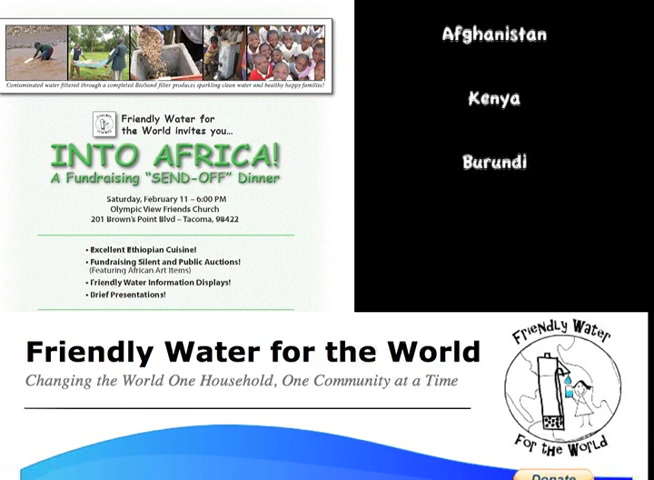 Contaminated water filtered through a completed BioSand filter produces sparkling clean water and healthy happy families!
Friendly Water for
the World invites you...
INTO AFRICA!
A Fundraising "SEND-OFF" Dinner
Saturday, February 11 – 6:00 PM
Olympic View Friends Church
201 Brown's Point Blvd – Tacoma, 98422
• Excellent Ethiopian Cuisine!
• Fundraising Silent and Public Auctions!
(Featuring African Art Items)
• Friendly Water Information Displays!
• Brief Presentations!
Afghanistan
Kenya
Burundi
Friendly Water for the World
Changing the World One Household, One Community at a Time
Friendly Water
For the World
Donate